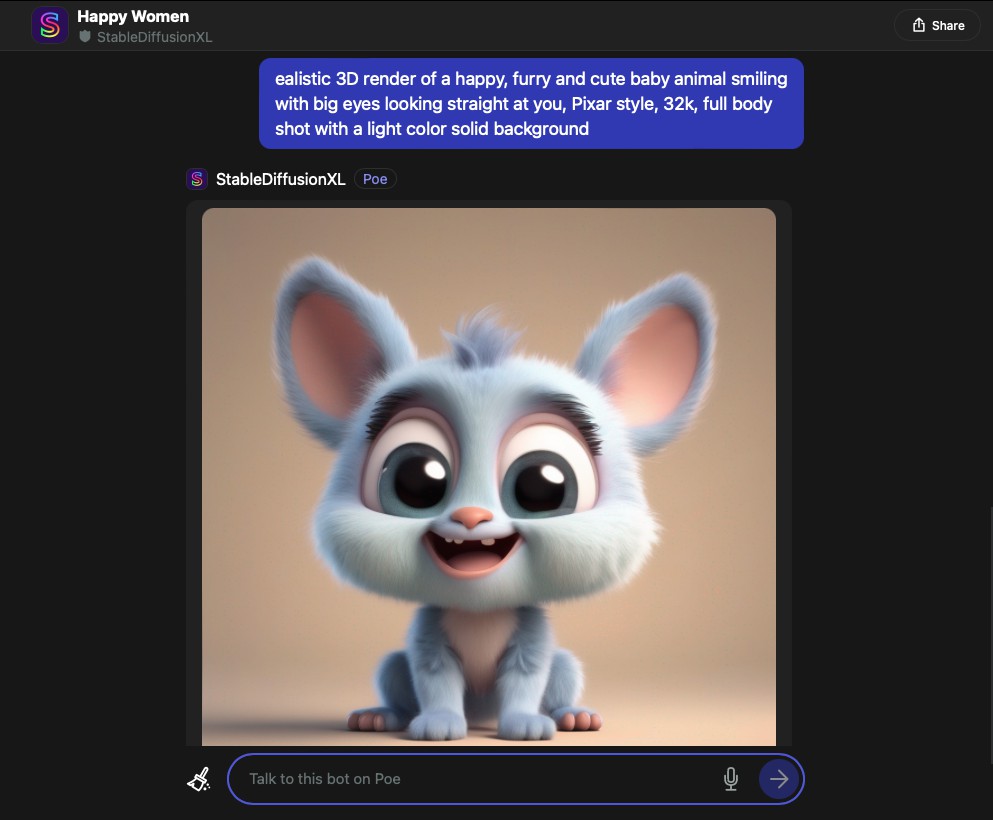 Happy Women
StableDiffusionXL
Share
ealistic 3D render of a happy, furry and cute baby animal smiling
with big eyes looking straight at you, Pixar style, 32k, full body
shot with a light color solid background
StableDiffusionXL Poe
Talk to this bot on Poe